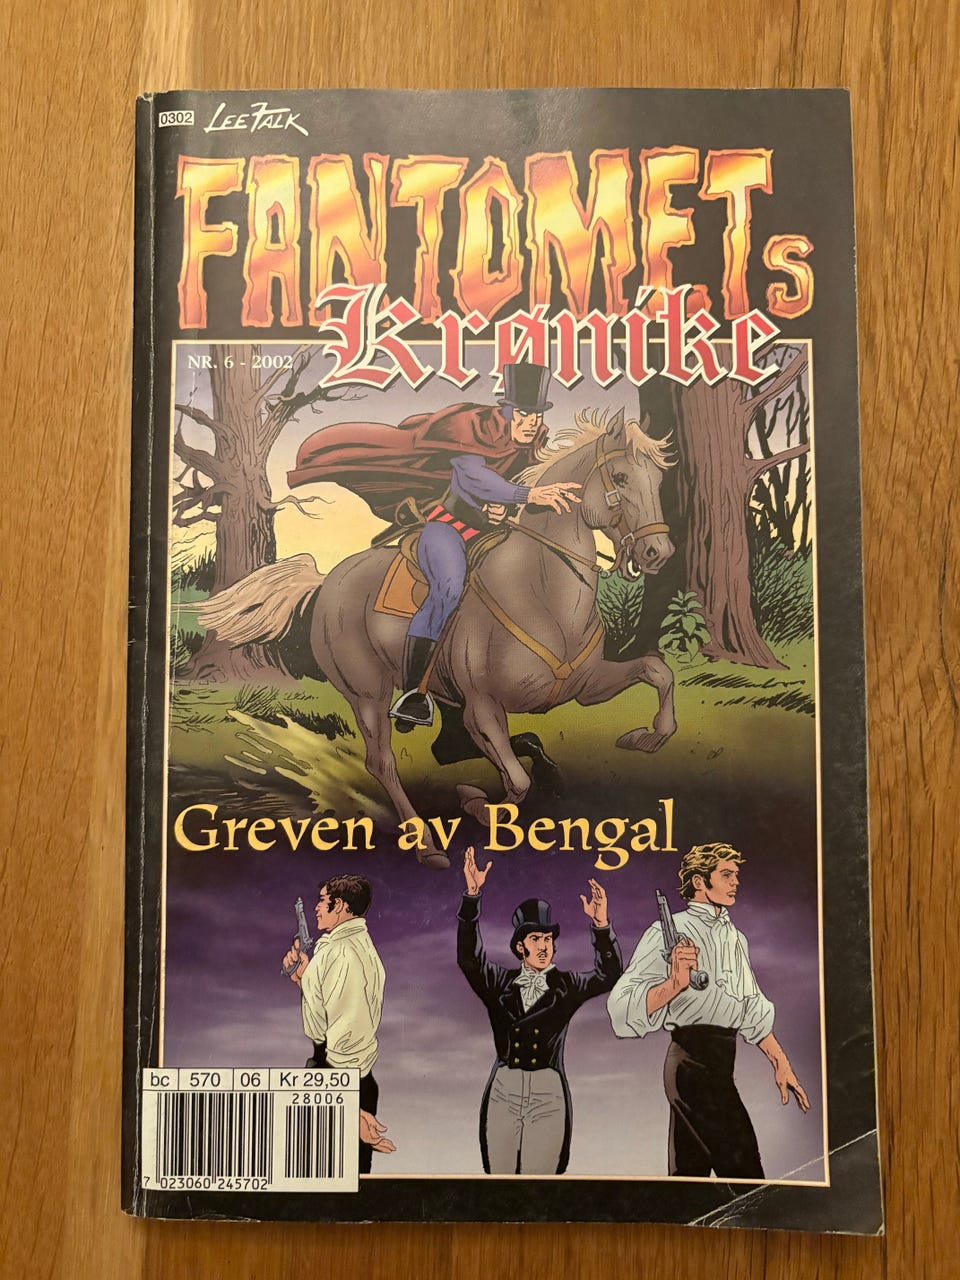 0302 Lee Falk
FANTOMETs
Krønike
NR. 6 - 2002
Greven av Bengal
bc 570 06 Kr 29,50
28006
7 023060 245702